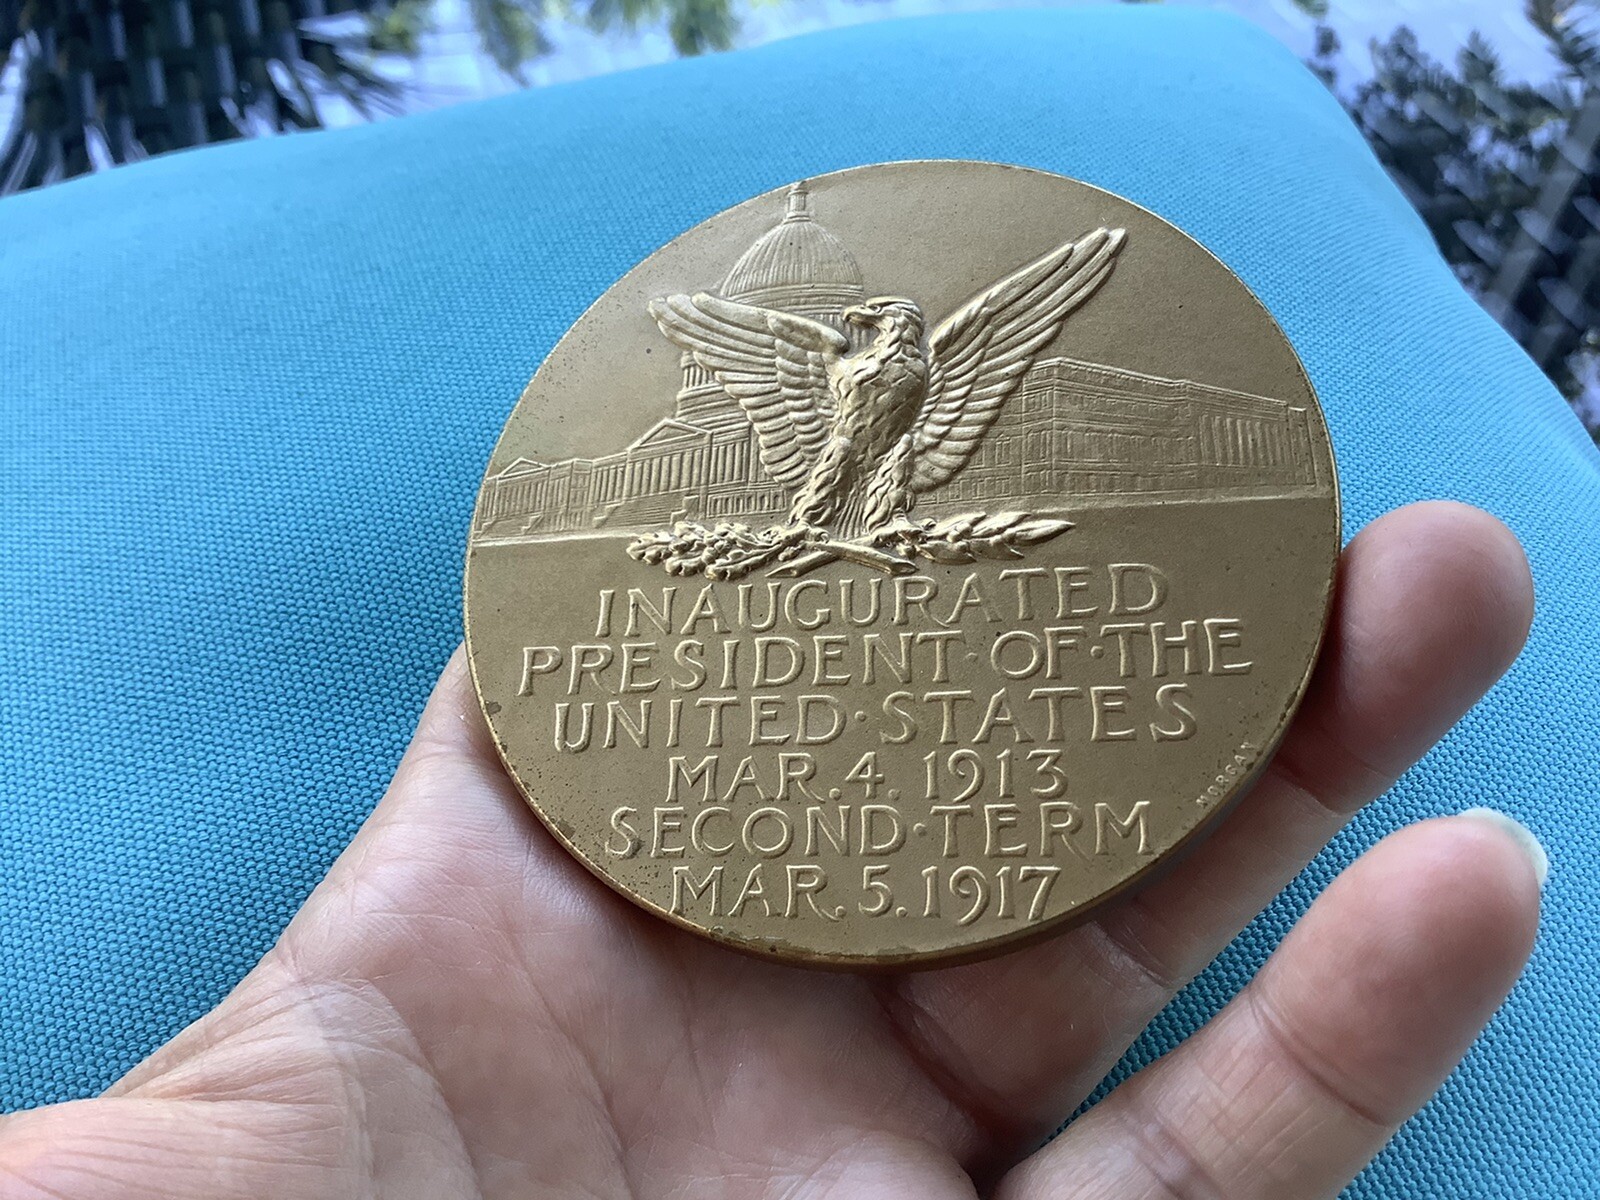 INAUGURATED
PRESIDENT·OF·THE
UNITED·STATES
MAR.4.1913
SECOND·TERM
MAR.5.1917
MORGAN